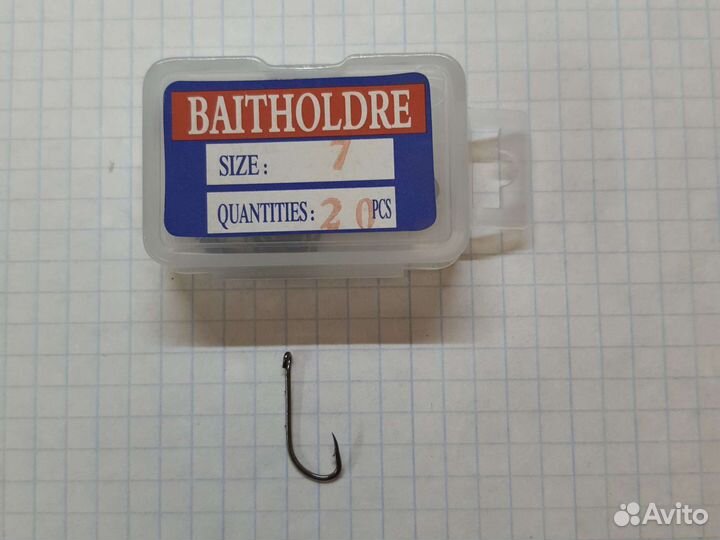 BAITHOLDRE
SIZE: 7
QUANTITIES: 20 PCS
Avito